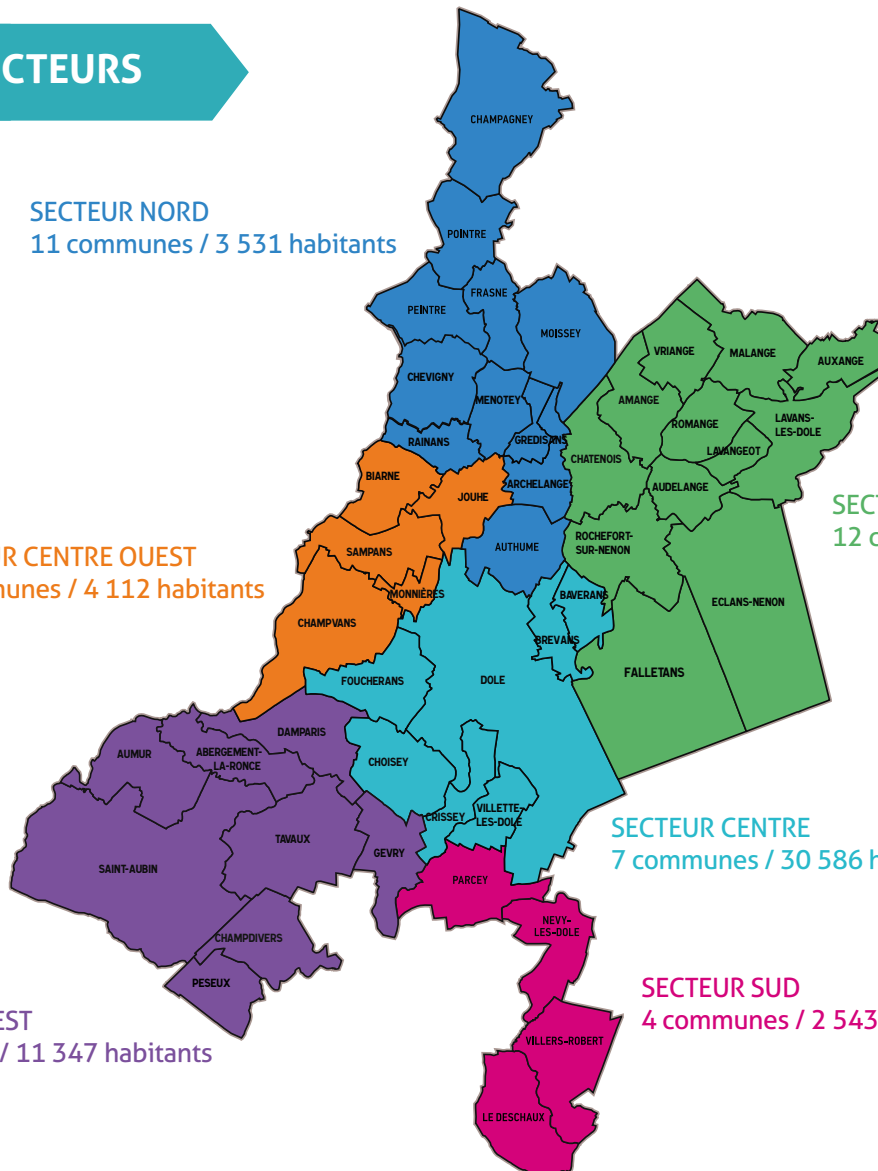 CTEURS
CHAMPAGNEY
SECTEUR NORD
11 communes / 3 531 habitants
POINTRE
FRASNE
PEINTRE
MOISSEY
VRIANGE
MALANGE
AUXANGE
CHEVIGNY
MENOTEY
AMANGE
ROMANGE
LAVANS-
LES-DOLE
RAINANS
GREDISANS
LAVANGEOT
CHATENOIS
BIARNE
JOUHE
ARCHELANGE
AUDELANGE
SECT
12 c
ROCHEFORT-
SUR-NENON
AUTHUME
SAMPANS
UR CENTRE OUEST
munes / 4 112 habitants
MONNIÈRES
BAVERANS
ECLANS-NENON
CHAMPVANS
BREVANS
FOUCHERANS
DOLE
FALLETANS
DAMPARIS
AUMUR
ABERGEMENT-
LA-RONCE
CHOISEY
CRISSEY
VILLETTE-
LES-DOLE
SECTEUR CENTRE
7 communes / 30 586 h
TAVAUX
GEVRY
SAINT-AUBIN
PARCEY
NEVY-
LES-DOLE
CHAMPDIVERS
PESEUX
SECTEUR SUD
4 communes / 2 543
EST
/ 11 347 habitants
VILLERS-ROBERT
LE DESCHAUX